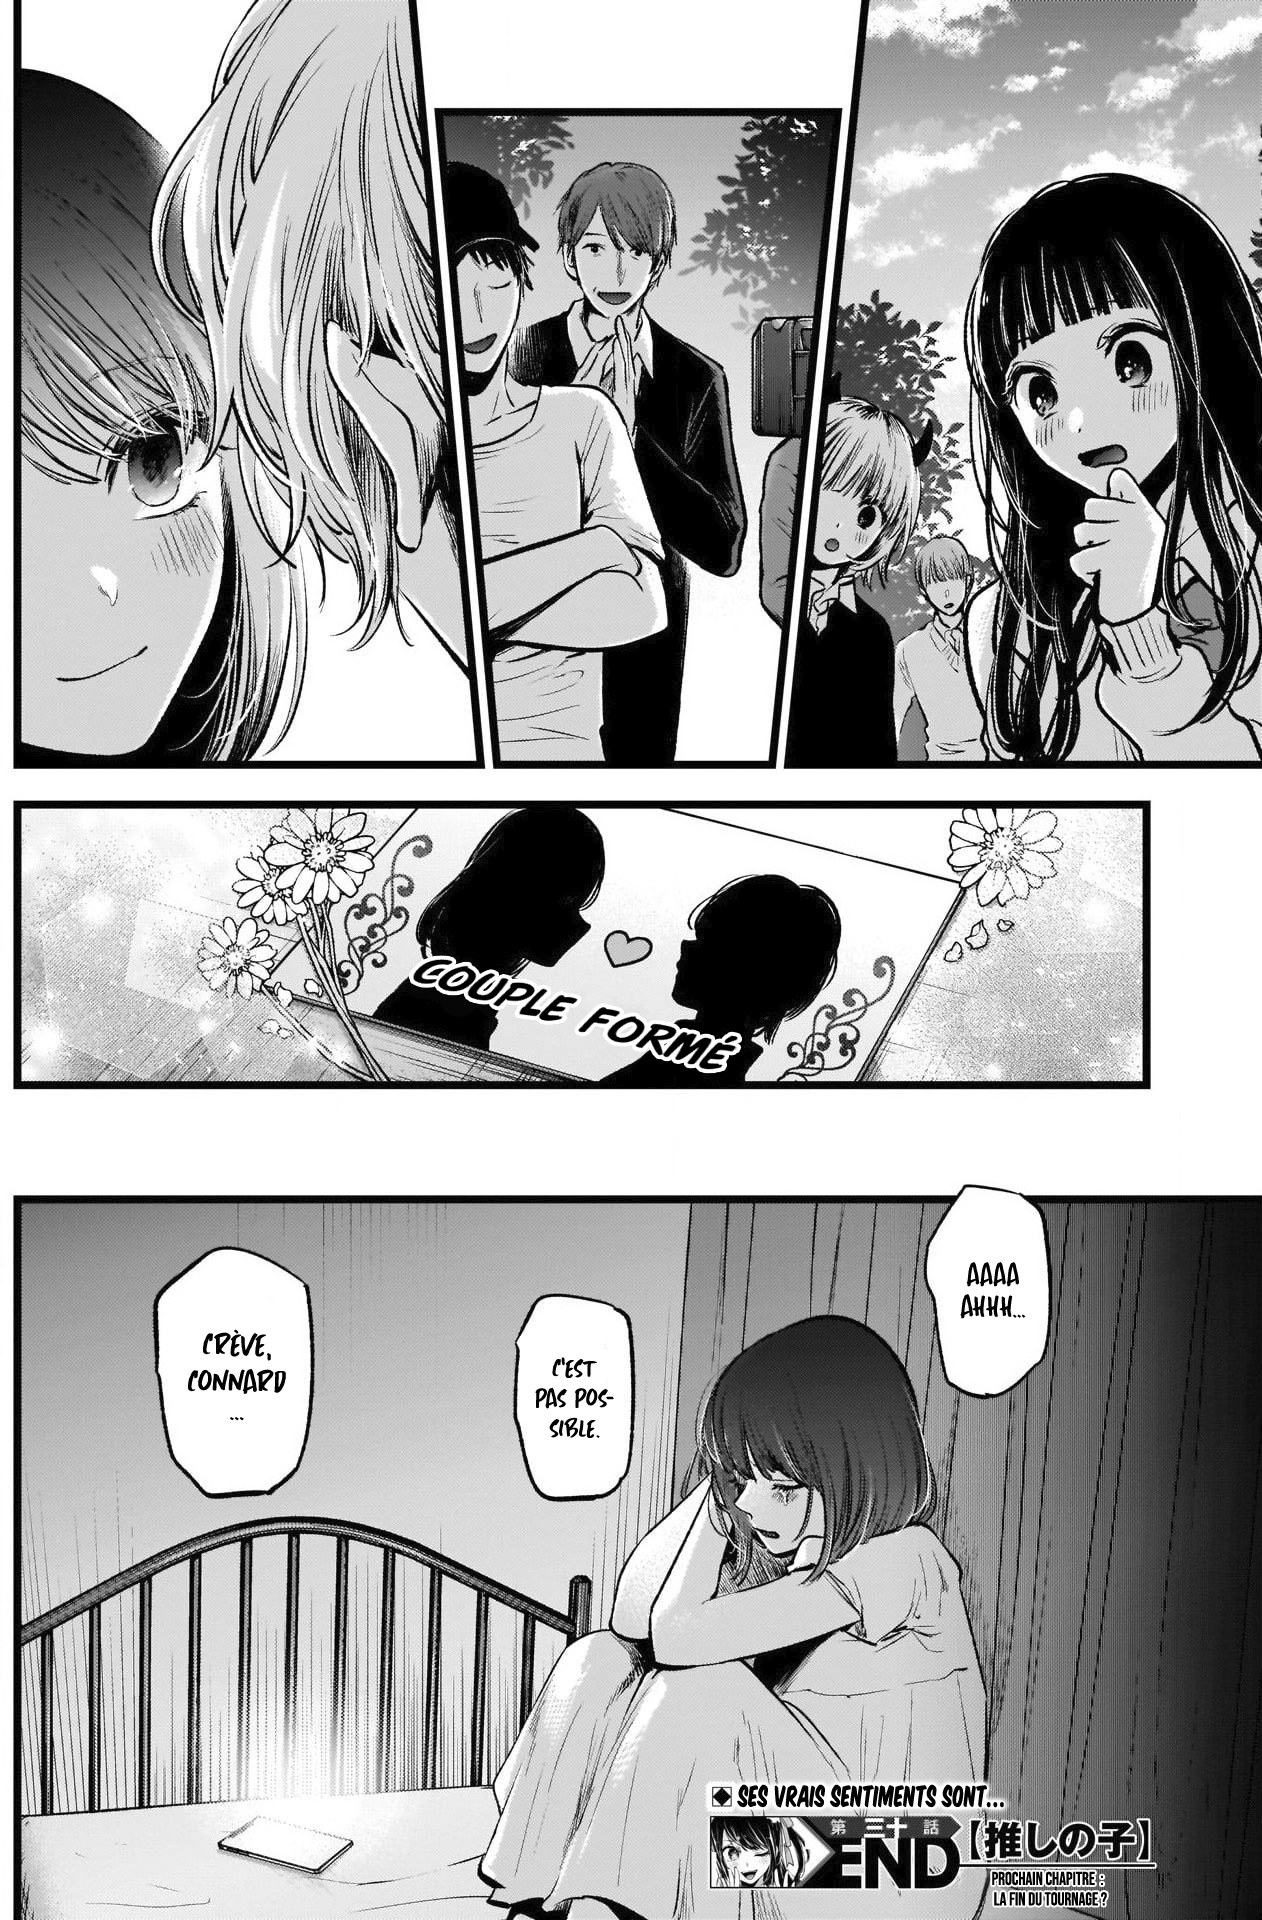 COUPLE FORMÉ
AAAA
AHHH...
C'EST
PAS POS-
SIBLE.
CRÈVE,
CONNARD
...
SES VRAIS SENTIMENTS SONT...
第三十話
END
【推しの子】
PROCHAIN CHAPITRE :
LA FIN DU TOURNAGE ?